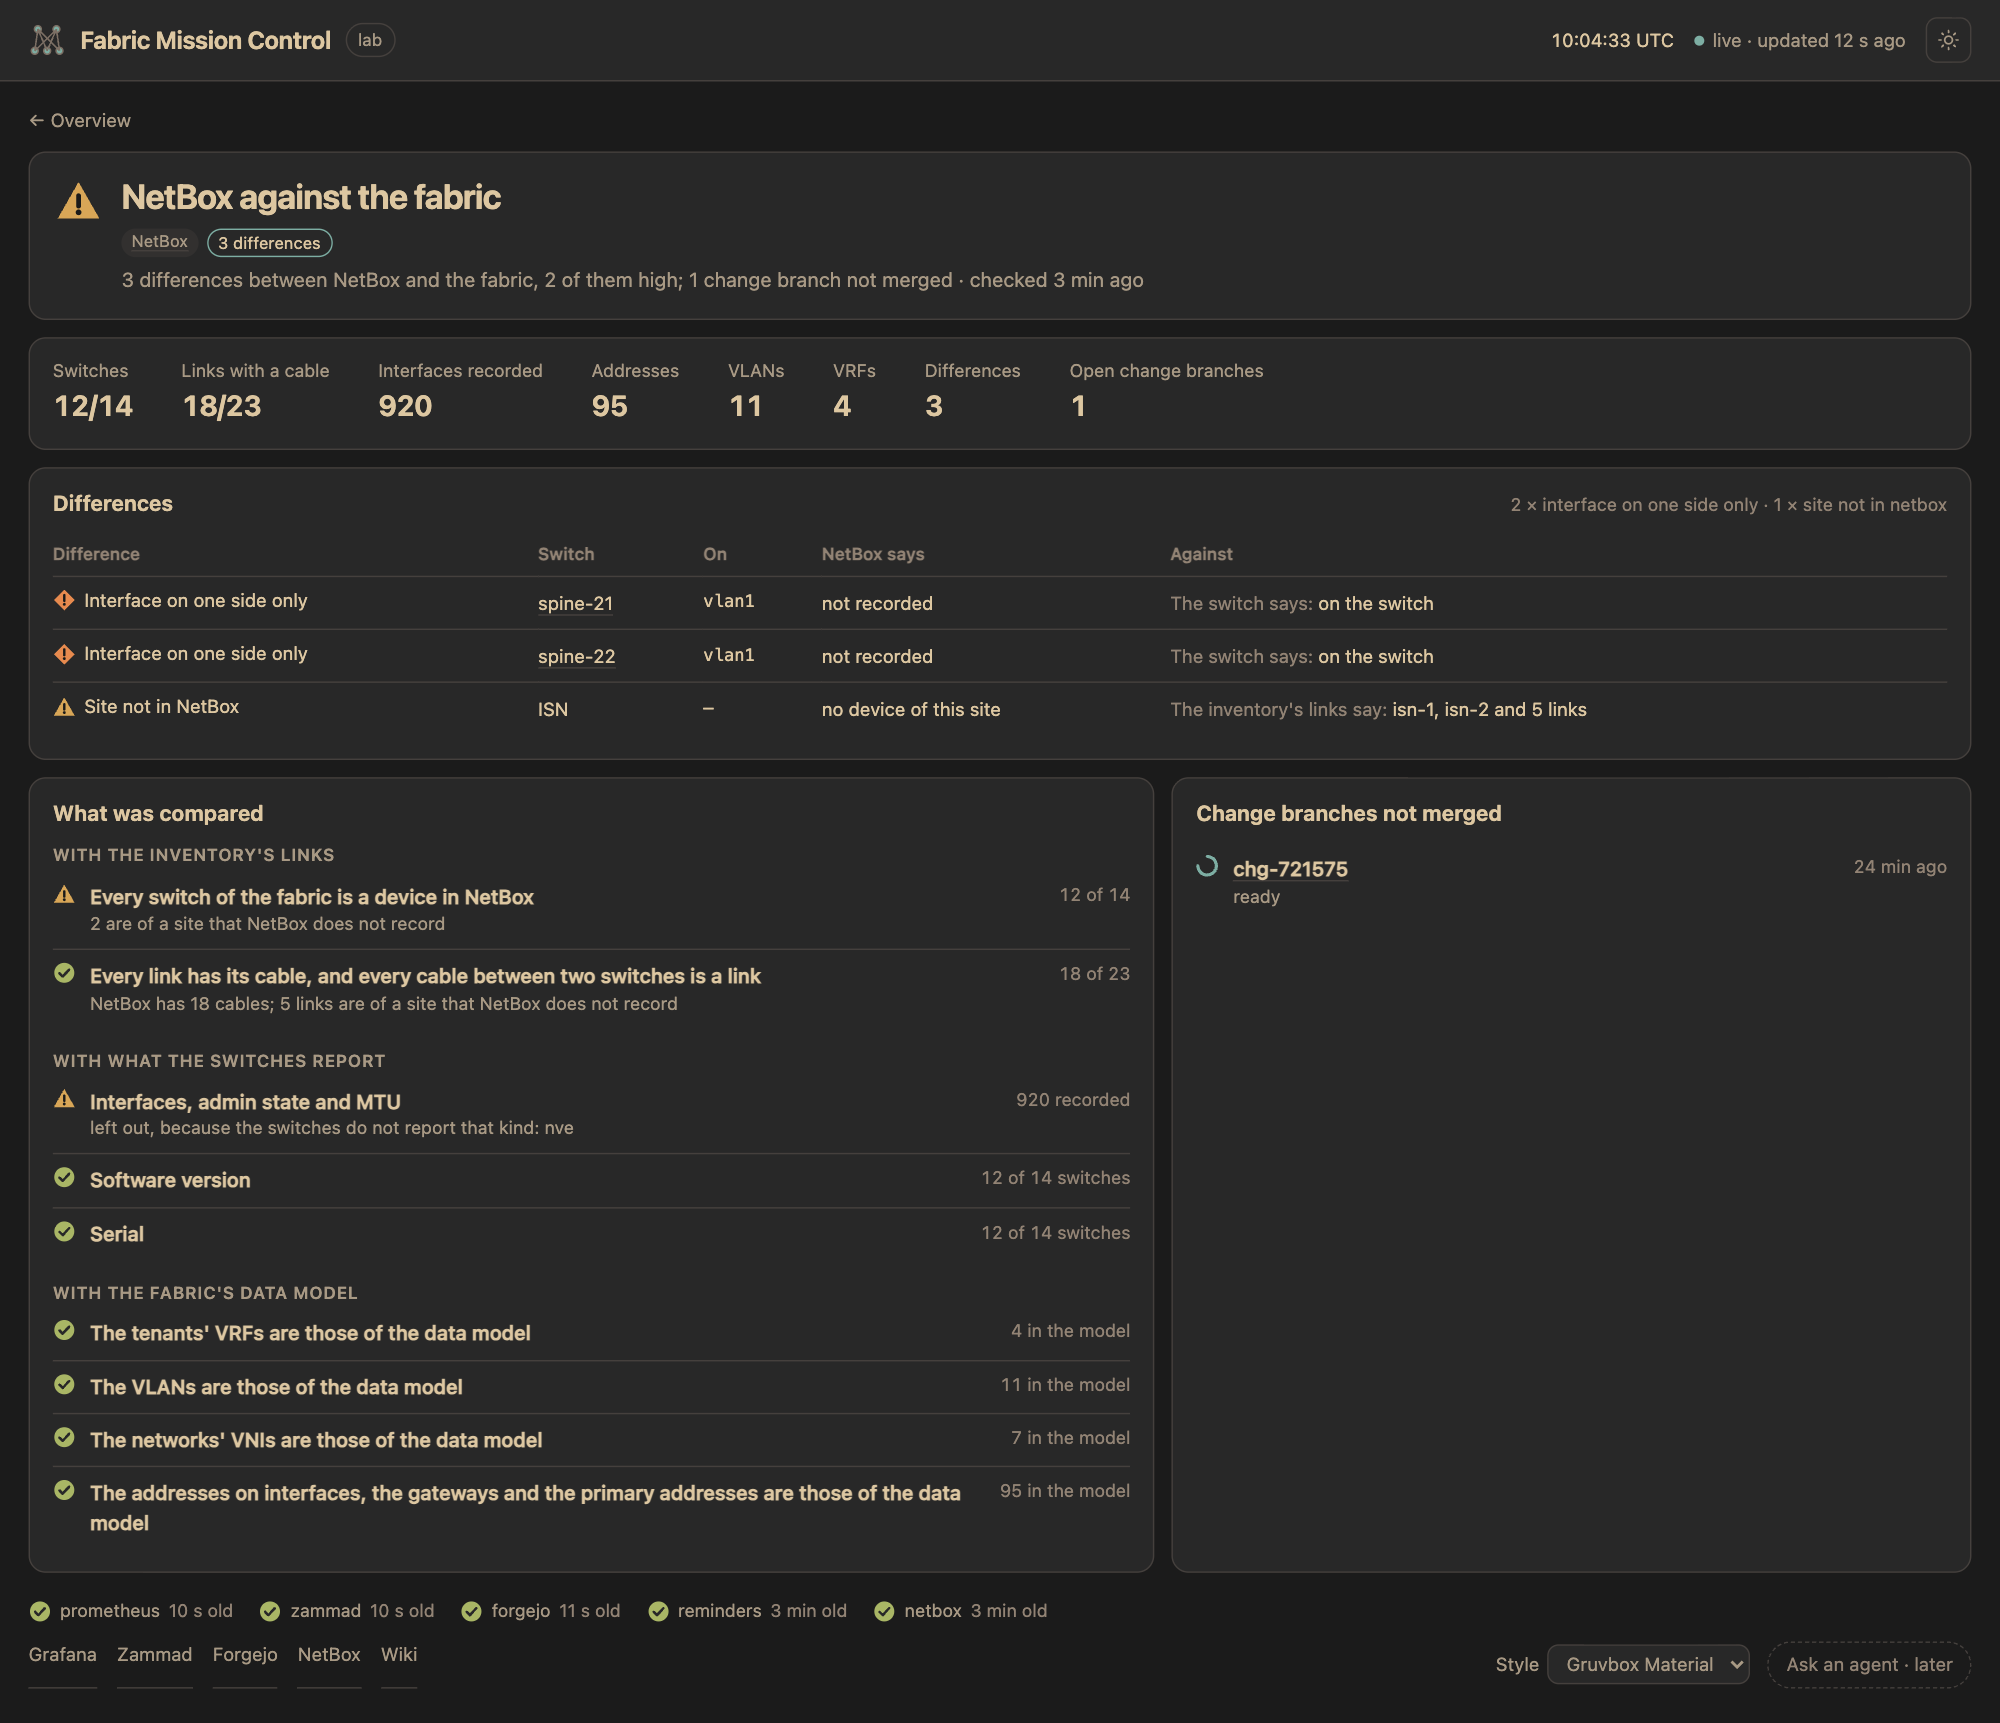 Fabric Mission Control lab 10:04:33 UTC live · updated 12 s ago
← Overview
NetBox against the fabric
NetBox 3 differences
3 differences between NetBox and the fabric, 2 of them high; 1 change branch not merged · checked 3 min ago
Switches Links with a cable Interfaces recorded Addresses VLANs VRFs Differences Open change branches
12/14 18/23 920 95 11 4 3 1
Differences 2 × interface on one side only · 1 × site not in netbox
Difference Switch On NetBox says Against
Interface on one side only spine-21 vlan1 not recorded The switch says: on the switch
Interface on one side only spine-22 vlan1 not recorded The switch says: on the switch
Site not in NetBox ISN – no device of this site The inventory's links say: isn-1, isn-2 and 5 links
What was compared
WITH THE INVENTORY'S LINKS
Every switch of the fabric is a device in NetBox 12 of 14
2 are of a site that NetBox does not record
Every link has its cable, and every cable between two switches is a link 18 of 23
NetBox has 18 cables; 5 links are of a site that NetBox does not record
WITH WHAT THE SWITCHES REPORT
Interfaces, admin state and MTU 920 recorded
left out, because the switches do not report that kind: nve
Software version 12 of 14 switches
Serial 12 of 14 switches
WITH THE FABRIC'S DATA MODEL
The tenants' VRFs are those of the data model 4 in the model
The VLANs are those of the data model 11 in the model
The networks' VNIs are those of the data model 7 in the model
The addresses on interfaces, the gateways and the primary addresses are those of the data 95 in the model
model
Change branches not merged
chg-721575 24 min ago
ready
prometheus 10 s old zammad 10 s old forgejo 11 s old reminders 3 min old netbox 3 min old
Grafana Zammad Forgejo NetBox Wiki
Style Gruvbox Material Ask an agent · later